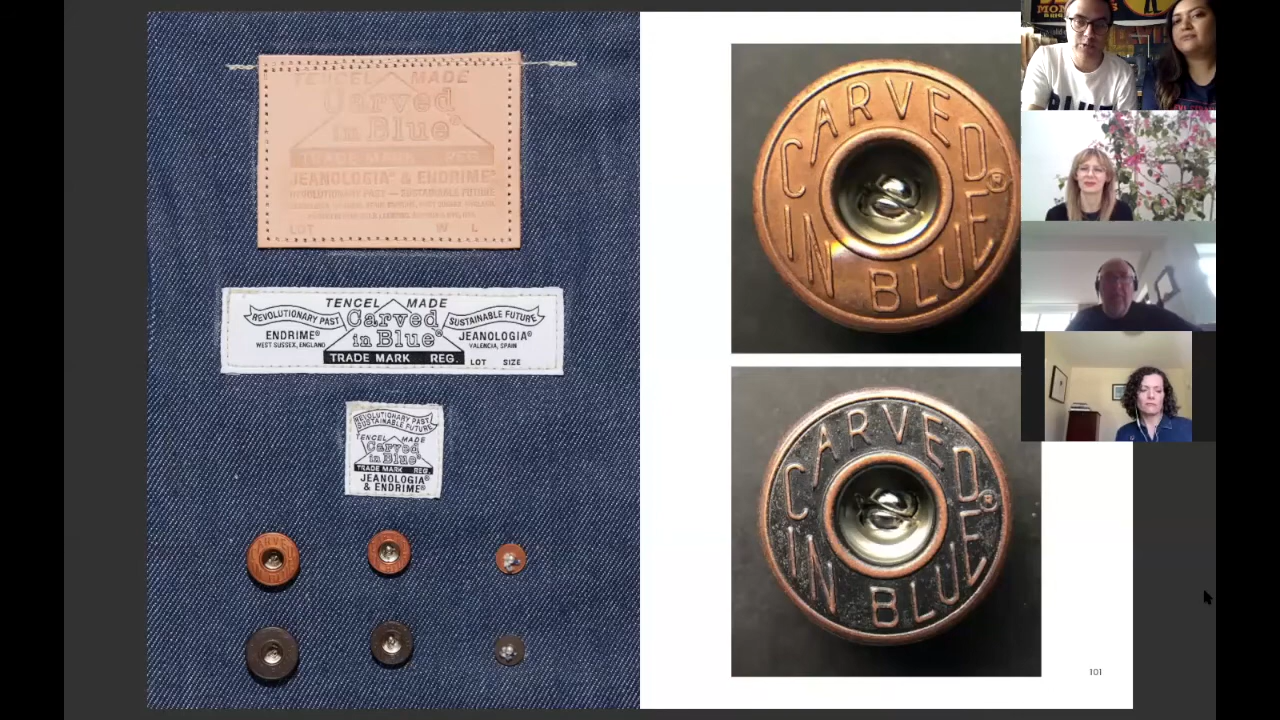 TENCEL MADE
Carved
in Blue®
TRADE MARK REG.
JEANOLOGIA® & ENDRIME®
REVOLUTIONARY PAST — SUSTAINABLE FUTURE
LOT W L
TENCEL MADE
REVOLUTIONARY PAST
Carved
SUSTAINABLE FUTURE
ENDRIME®
in Blue®
JEANOLOGIA®
WEST SUSSEX, ENGLAND
VALENCIA, SPAIN
TRADE MARK REG.
LOT SIZE
REVOLUTIONARY PAST
SUSTAINABLE FUTURE
TENCEL MADE
Carved
in Blue®
TRADE MARK REG.
JEANOLOGIA®
& ENDRIME®
CARVED®
IN BLUE
CARVED®
IN BLUE
101